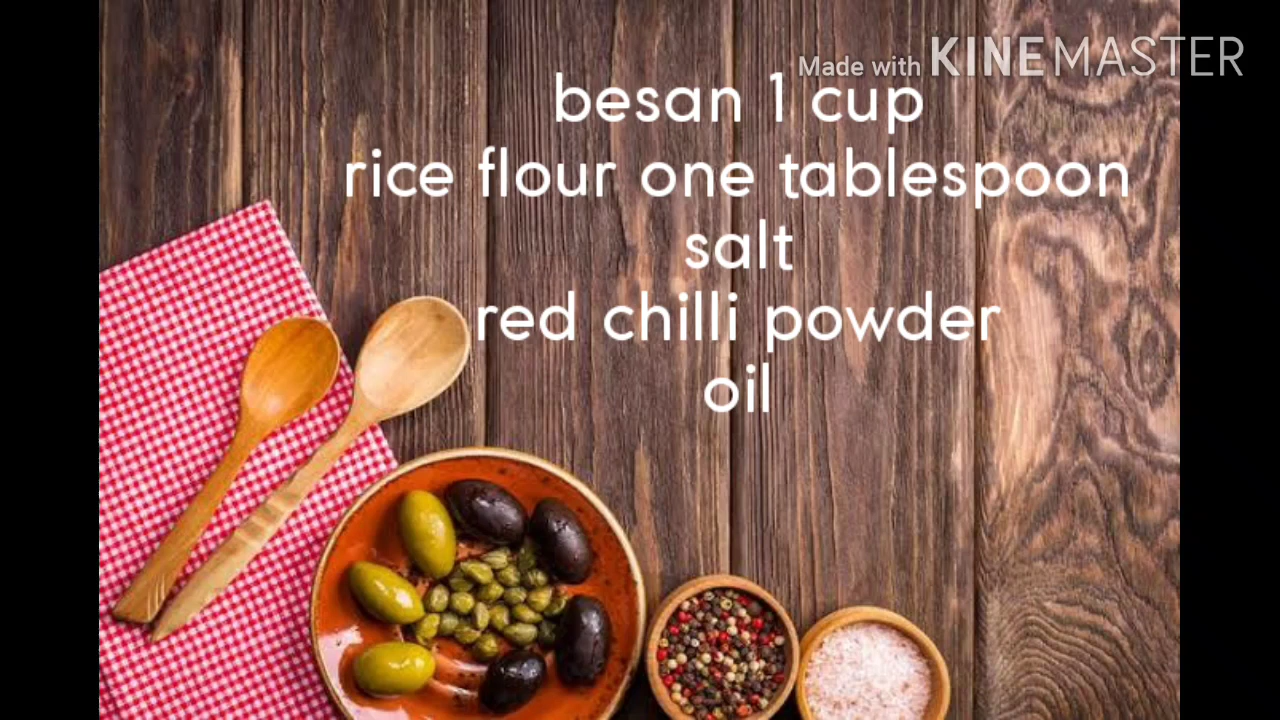 Made with KINEMASTER
besan 1 cup
rice flour one tablespoon
salt
red chilli powder
oil